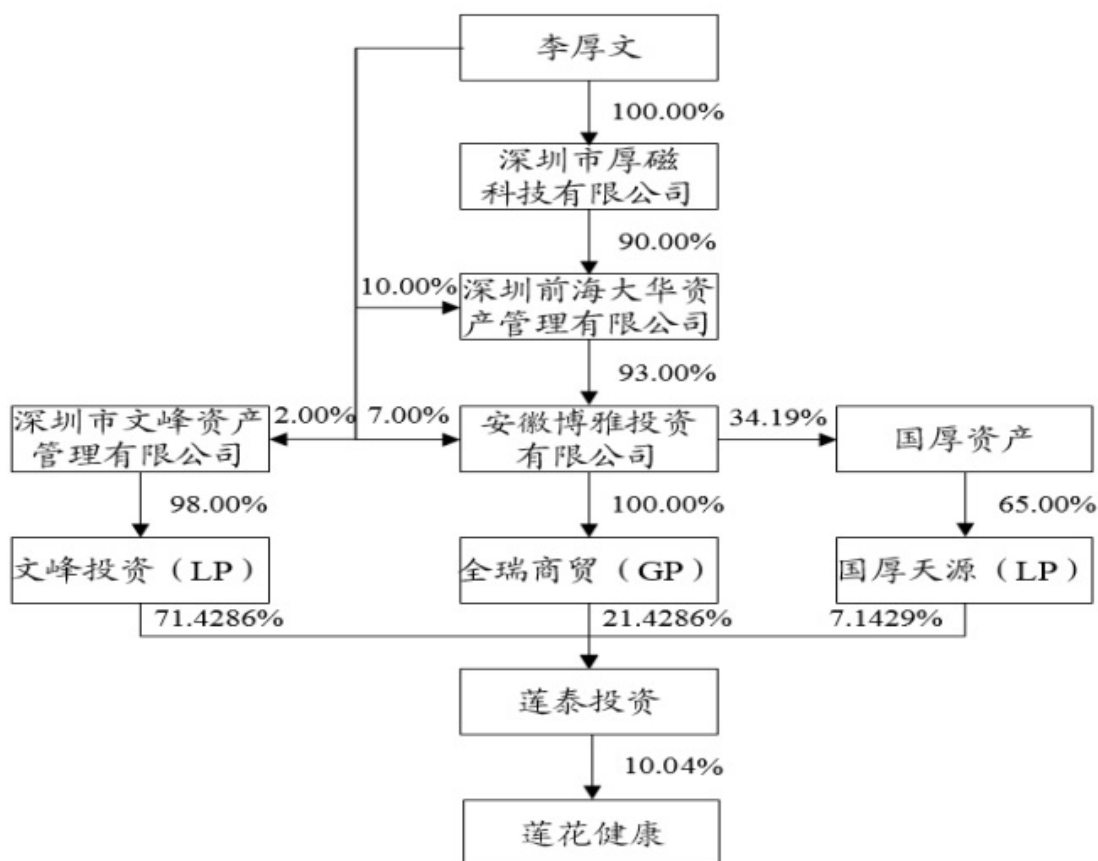 李厚文
100.00%
深圳市厚磁
科技有限公司
90.00%
10.00%
深圳前海大华资
产管理有限公司
93.00%
深圳市文峰资产
管理有限公司
2.00%
7.00%
安徽博雅投资
有限公司
34.19%
国厚资产
98.00%
100.00%
65.00%
文峰投资（LP）
全瑞商贸（GP）
国厚天源（LP）
71.4286%
21.4286%
7.1429%
莲泰投资
10.04%
莲花健康